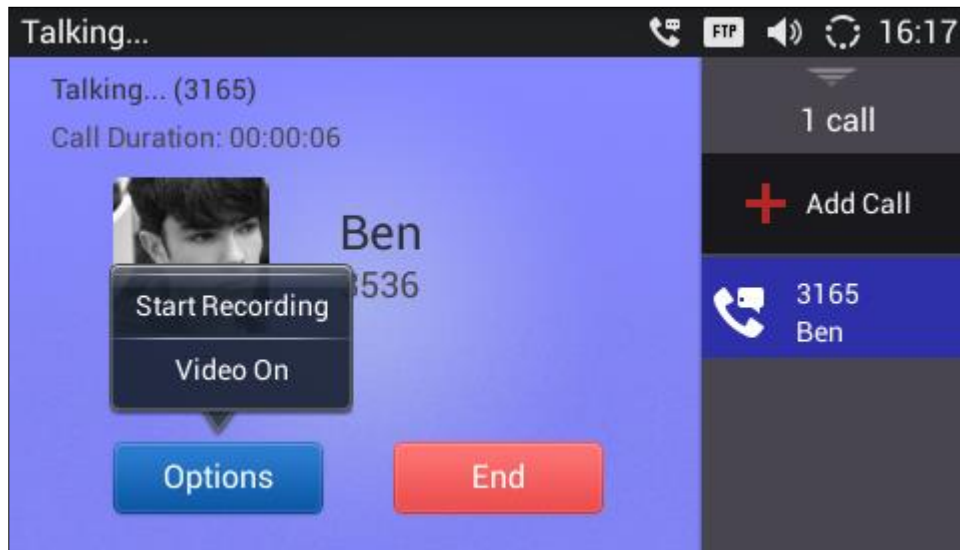 Talking...
FTP
16:17
Talking... (3165)
Call Duration: 00:00:06
Ben
3536
Start Recording
Video On
Options
End
1 call
Add Call
3165
Ben